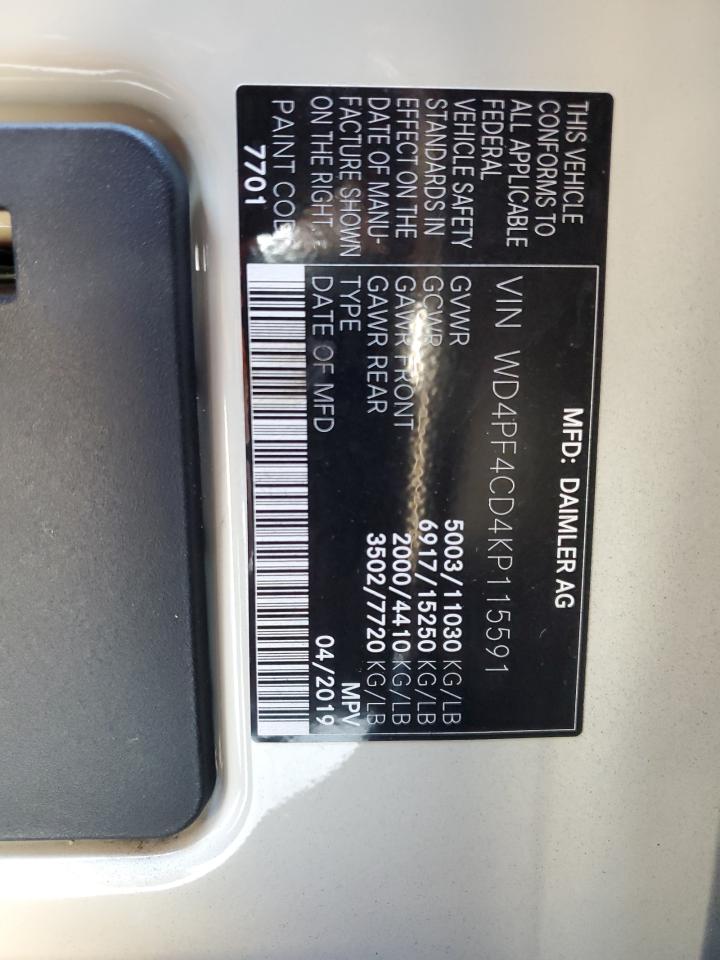 THIS VEHICLE
CONFORMS TO
ALL APPLICABLE
FEDERAL
VEHICLE SAFETY
STANDARDS IN
EFFECT ON THE
DATE OF MANU-
FACTURE SHOWN
ON THE RIGHT
PAINT CODE
7701
MFD: DAIMLER AG
VIN WD4PF4CD4KP115591
GVWR 5003/11030 KG/LB
GCWR 6917/15250 KG/LB
GAWR FRONT 2000/4410 KG/LB
GAWR REAR 3502/7720 KG/LB
TYPE MPV
DATE OF MFD 04/2019